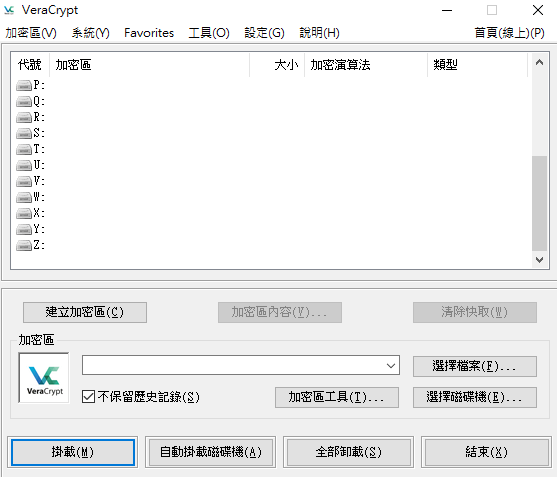 VeraCrypt
加密區(V) 系統(Y) Favorites 工具(O) 設定(G) 說明(H) 首頁(線上)(P)
代號 加密區 大小 加密演算法 類型
P:
Q:
R:
S:
T:
U:
V:
W:
X:
Y:
Z:
建立加密區(C) 加密區內容(V)... 清除快取(W)
加密區
VeraCrypt
選擇檔案(F)...
不保留歷史記錄(S) 加密區工具(T)... 選擇磁碟機(E)...
掛載(M) 自動掛載磁碟機(A) 全部卸載(S) 結束(X)